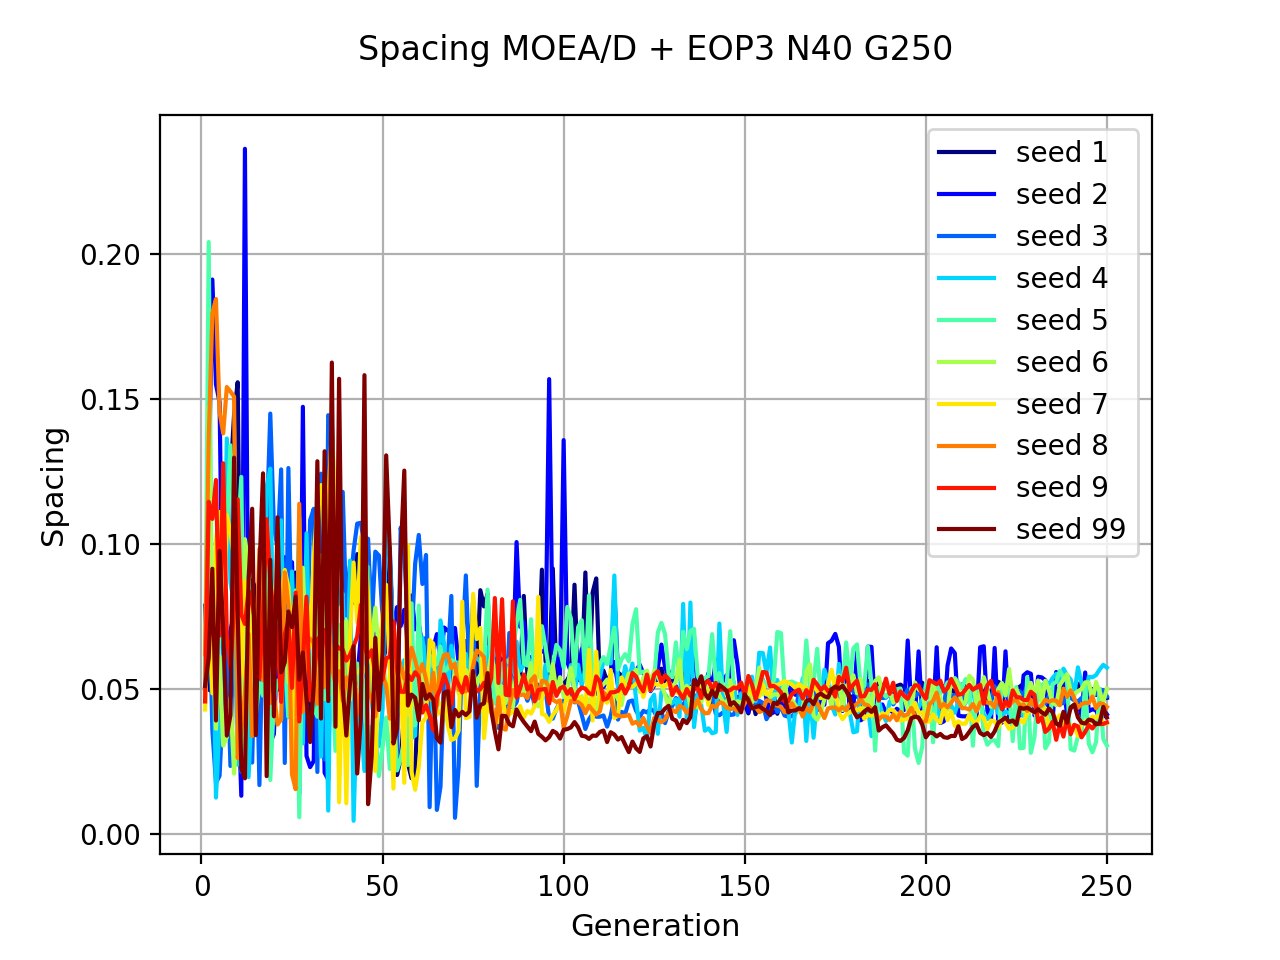 Spacing MOEA/D + EOP3 N40 G250
seed 1
seed 2
seed 3
seed 4
seed 5
seed 6
seed 7
seed 8
seed 9
seed 99
0.20
0.15
0.10
0.05
0.00
Spacing
0 50 100 150 200 250
Generation